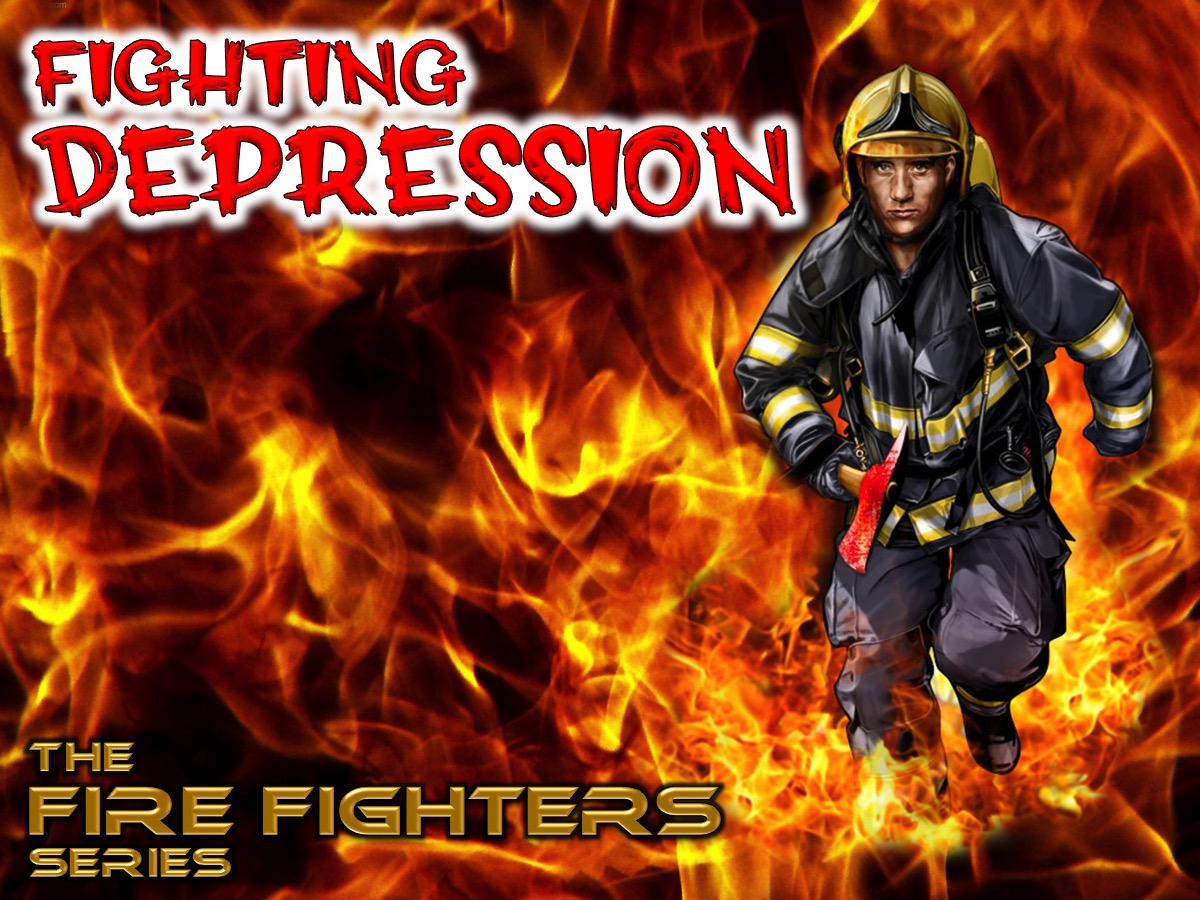 FIGHTING
DEPRESSION
THE
FIRE FIGHTERS
SERIES